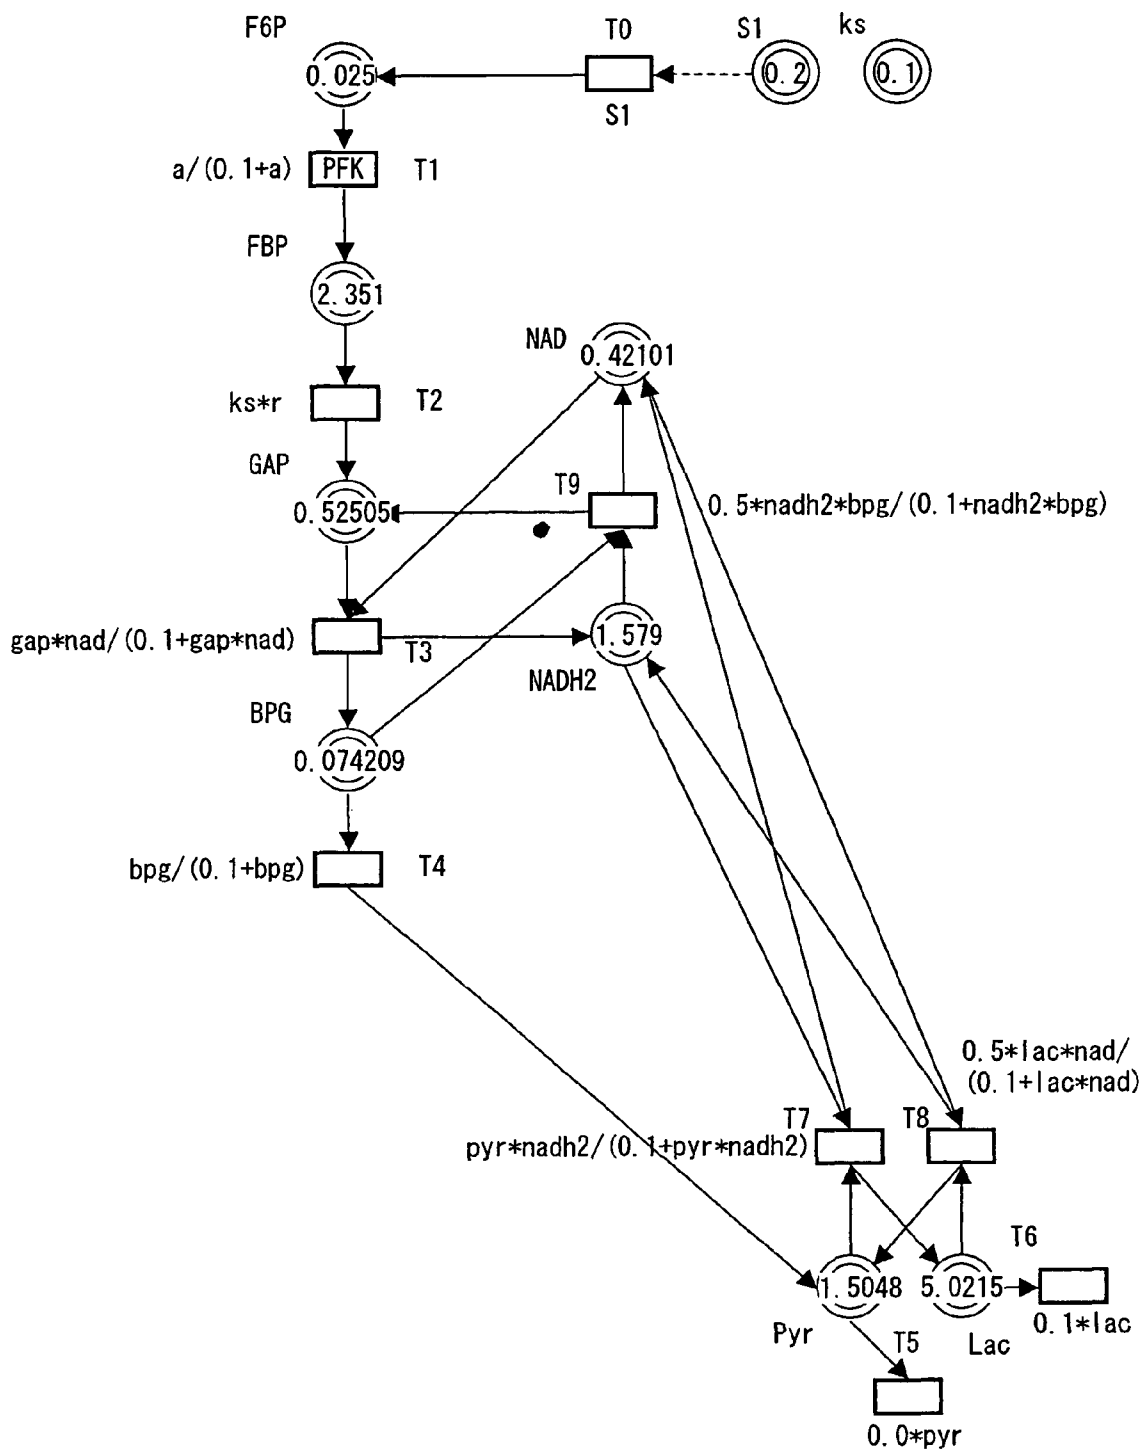 F6P
T0
S1
ks
0.025
0.2
0.1
S1
a/(0.1+a)
PFK
T1
FBP
2.351
NAD
0.42101
ks*r
T2
GAP
T9
0.52505
0.5*nadh2*bpg/(0.1+nadh2*bpg)
gap*nad/(0.1+gap*nad)
T3
1.579
NADH2
BPG
0.074209
bpg/(0.1+bpg)
T4
0.5*lac*nad/
(0.1+lac*nad)
T7
T8
pyr*nadh2/(0.1+pyr*nadh2)
T6
1.5048
5.0215
0.1*lac
Pyr
T5
Lac
0.0*pyr